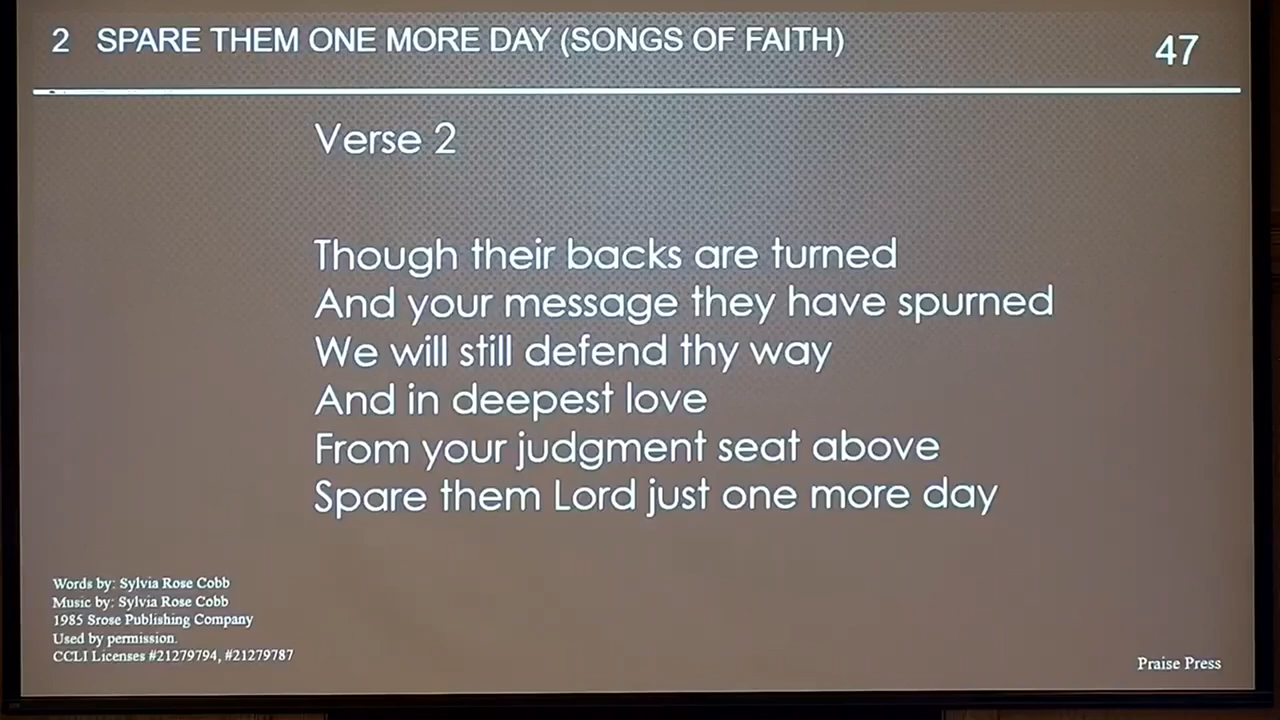 2 SPARE THEM ONE MORE DAY (SONGS OF FAITH) 47
Verse 2
Though their backs are turned
And your message they have spurned
We will still defend thy way
And in deepest love
From your judgment seat above
Spare them Lord just one more day
Words by: Sylvia Rose Cobb
Music by: Sylvia Rose Cobb
1985 Srose Publishing Company
Used by permission.
CCLI Licenses #21279794, #21279787
Praise Press